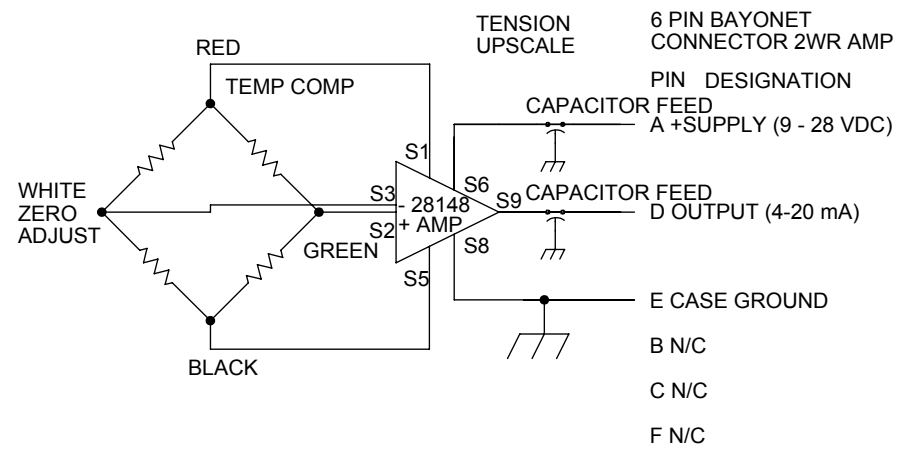 TENSION
UPSCALE
6 PIN BAYONET
CONNECTOR 2WR AMP
PIN DESIGNATION
RED
TEMP COMP
CAPACITOR FEED
A +SUPPLY (9 - 28 VDC)
S1
S6
WHITE
ZERO
ADJUST
S3
- 28148
S9
CAPACITOR FEED
D OUTPUT (4-20 mA)
S2
+ AMP
GREEN
S8
S5
E CASE GROUND
B N/C
BLACK
C N/C
F N/C